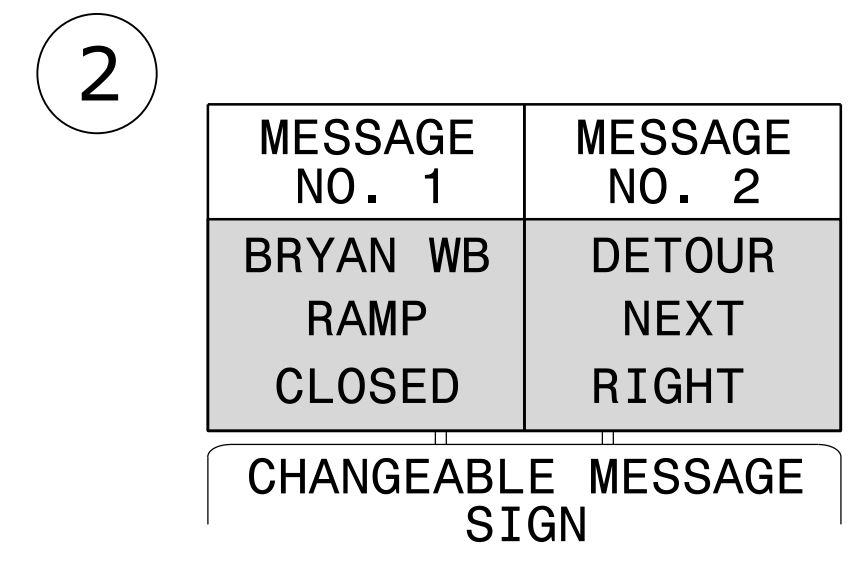 2
MESSAGE NO. 1
MESSAGE NO. 2
BRYAN WB
RAMP
CLOSED
DETOUR
NEXT
RIGHT
CHANGEABLE MESSAGE
SIGN